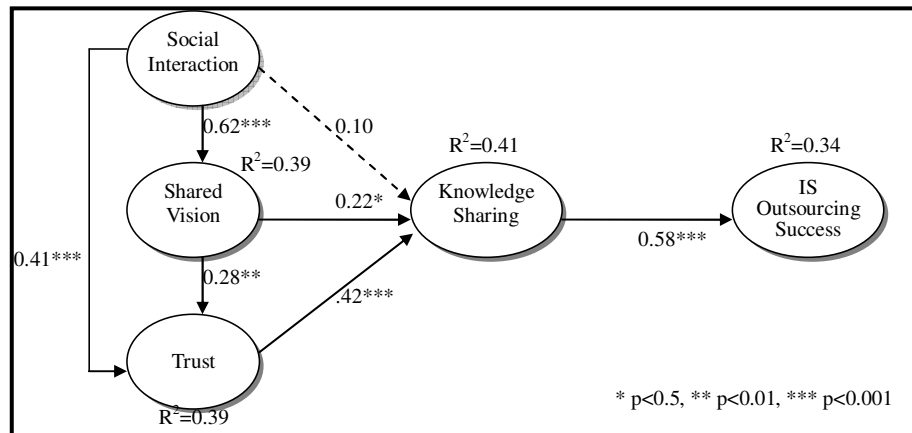 Social
Interaction
0.62***
0.10
R²=0.39
R²=0.41
R²=0.34
Shared
Vision
0.22*
Knowledge
Sharing
0.58***
IS
Outsourcing
Success
0.41***
0.28**
.42***
Trust
R²=0.39
* p<0.5, ** p<0.01, *** p<0.001